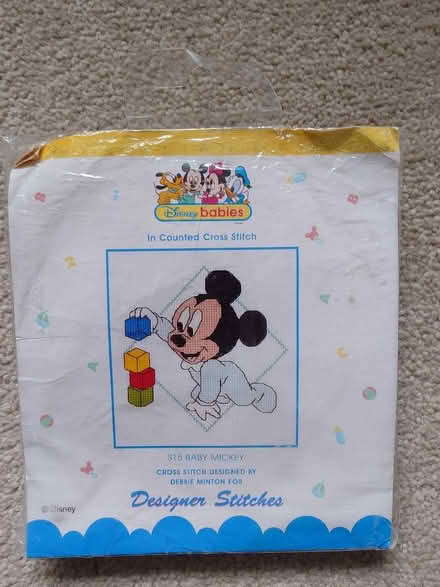 Disney babies
In Counted Cross Stitch
S15 BABY MICKEY
CROSS STITCH DESIGNED BY
DEBBIE MINTON FOR
Designer Stitches
© Disney